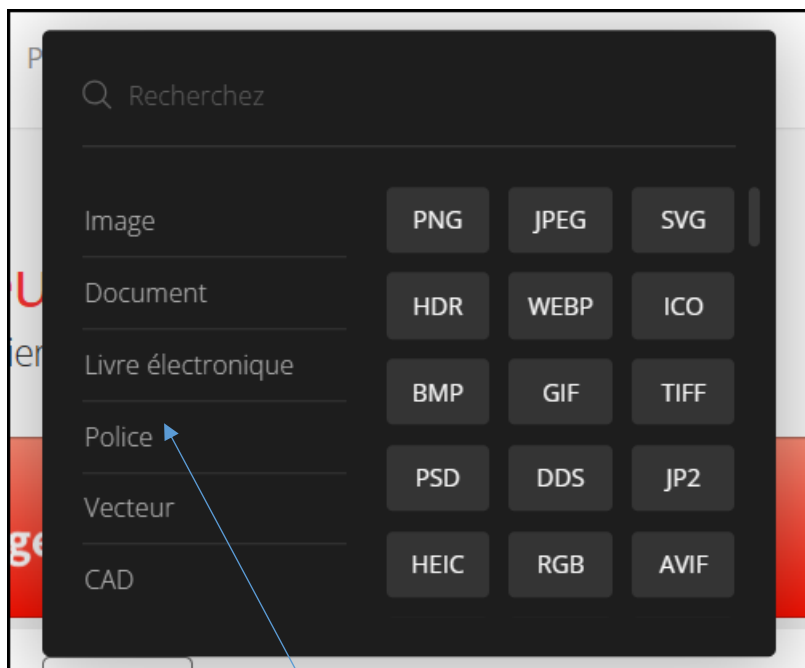 P
Recherchez
Image
PNG
JPEG
SVG
Document
HDR
WEBP
ICO
Livre électronique
BMP
GIF
TIFF
Police
PSD
DDS
JP2
Vecteur
HEIC
RGB
AVIF
CAD